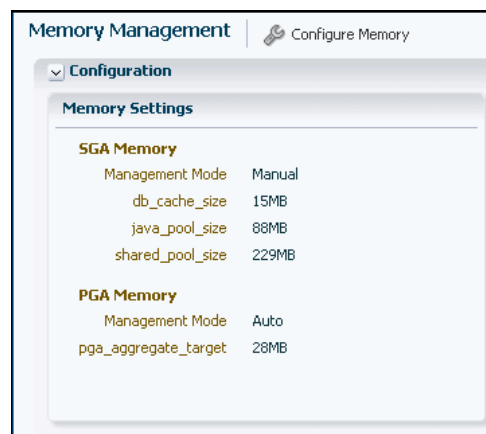 Memory Management Configure Memory
Configuration
Memory Settings
SGA Memory
Management Mode Manual
db_cache_size 15MB
java_pool_size 88MB
shared_pool_size 229MB
PGA Memory
Management Mode Auto
pga_aggregate_target 28MB